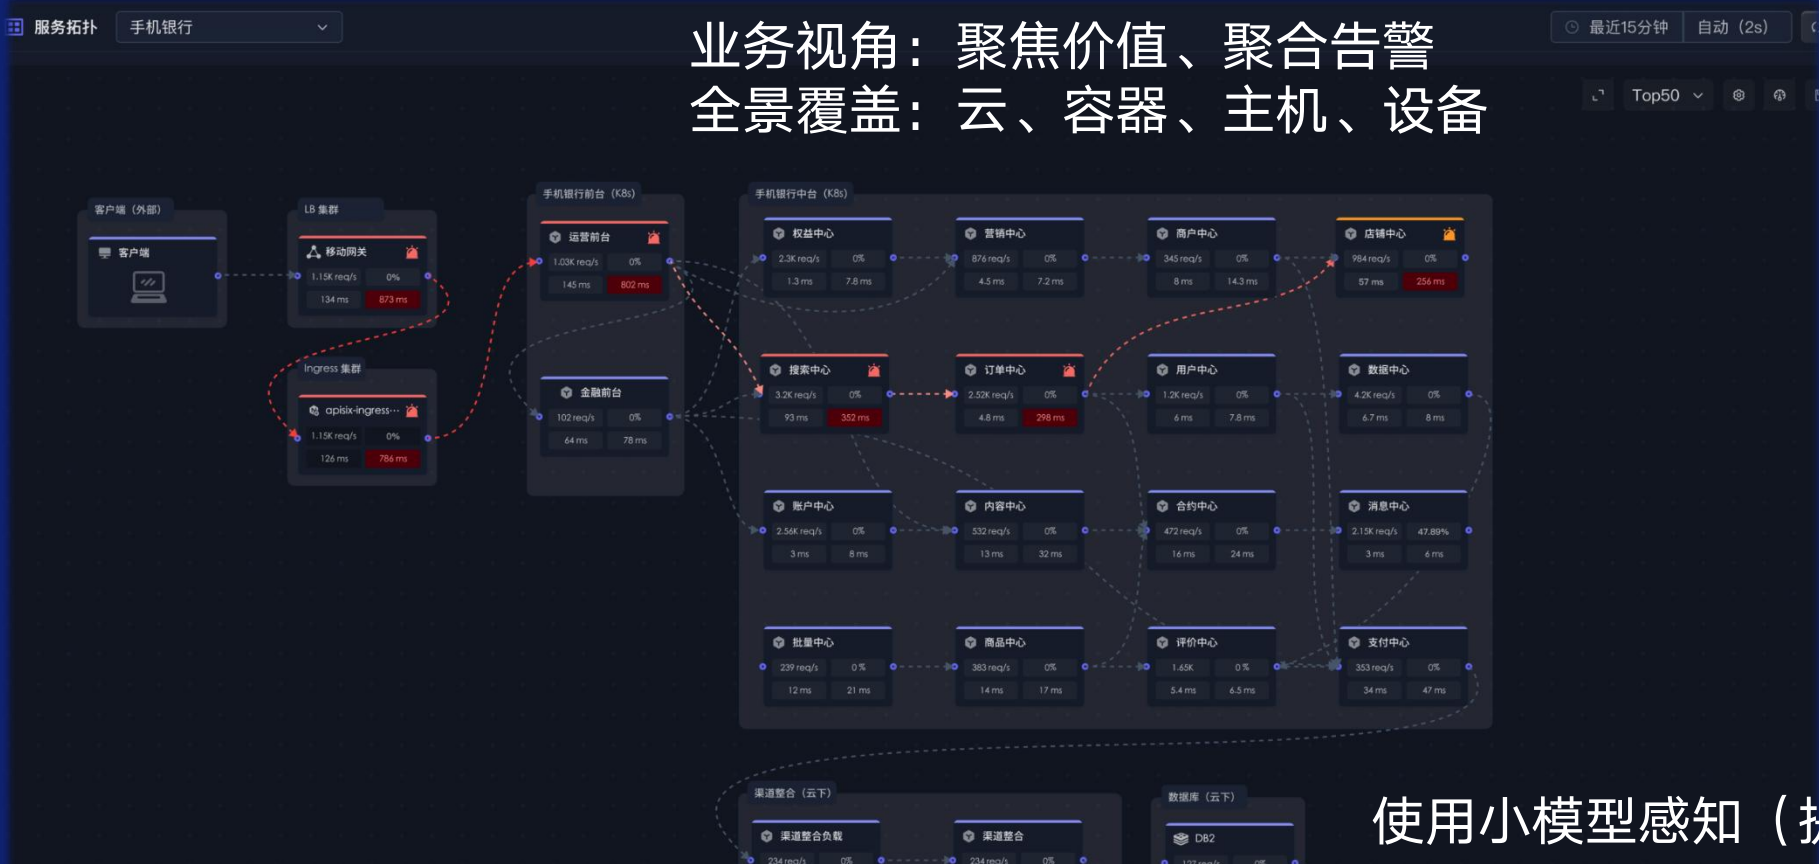 服务拓扑
手机银行
业务视角：聚焦价值、聚合告警
全景覆盖：云、容器、主机、设备
最近15分钟
自动（2s）
Top50
客户端（外部）
客户端
LB 集群
移动网关
1.15K req/s 0%
134 ms 873 ms
Ingress 集群
apisix-ingress···
1.15K req/s 0%
126 ms 786 ms
手机银行前台（K8s）
运营前台
1.03K req/s 0%
145 ms 802 ms
金融前台
102 req/s 0%
64 ms 78 ms
手机银行中台（K8s）
权益中心
2.3K req/s 0%
1.3 ms 7.8 ms
营销中心
876 req/s 0%
4.5 ms 7.2 ms
商户中心
345 req/s 0%
8 ms 14.3 ms
店铺中心
984 req/s 0%
57 ms 256 ms
搜索中心
3.2K req/s 0%
93 ms 352 ms
订单中心
2.52K req/s 0%
4.8 ms 298 ms
用户中心
1.2K req/s 0%
6 ms 7.8 ms
数据中心
4.2K req/s 0%
6.7 ms 8 ms
账户中心
2.56K req/s 0%
3 ms 8 ms
内容中心
532 req/s 0%
13 ms 32 ms
合约中心
472 req/s 0%
16 ms 24 ms
消息中心
2.15K req/s 47.89%
3 ms 6 ms
批量中心
239 req/s 0%
12 ms 21 ms
商品中心
383 req/s 0%
14 ms 17 ms
评价中心
1.65K 0%
5.4 ms 6.5 ms
支付中心
353 req/s 0%
34 ms 47 ms
渠道整合（云下）
渠道整合负载
234 req/s 0%
渠道整合
234 req/s 0%
数据库（云下）
DB2
使用小模型感知（